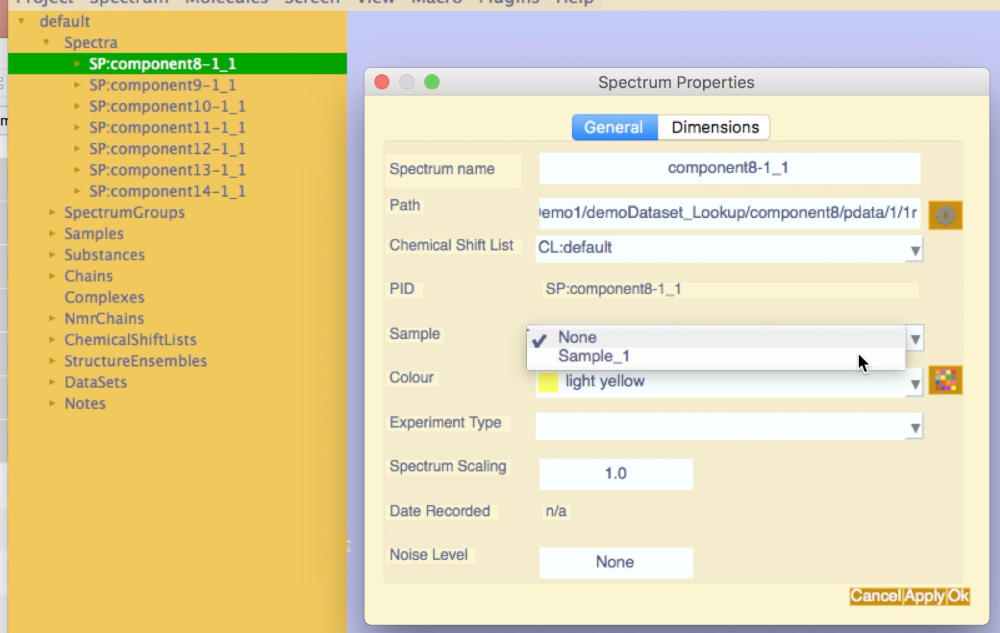 Project Spectrum Molecules Screen View Macro Plugins Help
default
Spectra
SP:component8-1_1
SP:component9-1_1
SP:component10-1_1
SP:component11-1_1
SP:component12-1_1
SP:component13-1_1
SP:component14-1_1
SpectrumGroups
Samples
Substances
Chains
Complexes
NmrChains
ChemicalShiftLists
StructureEnsembles
DataSets
Notes
Spectrum Properties
General Dimensions
Spectrum name component8-1_1
Path emo1/demoDataset_Lookup/component8/pdata/1/1r
Chemical Shift List CL:default
PID SP:component8-1_1
Sample None
Sample_1
Colour light yellow
Experiment Type
Spectrum Scaling 1.0
Date Recorded n/a
Noise Level None
Cancel Apply Ok